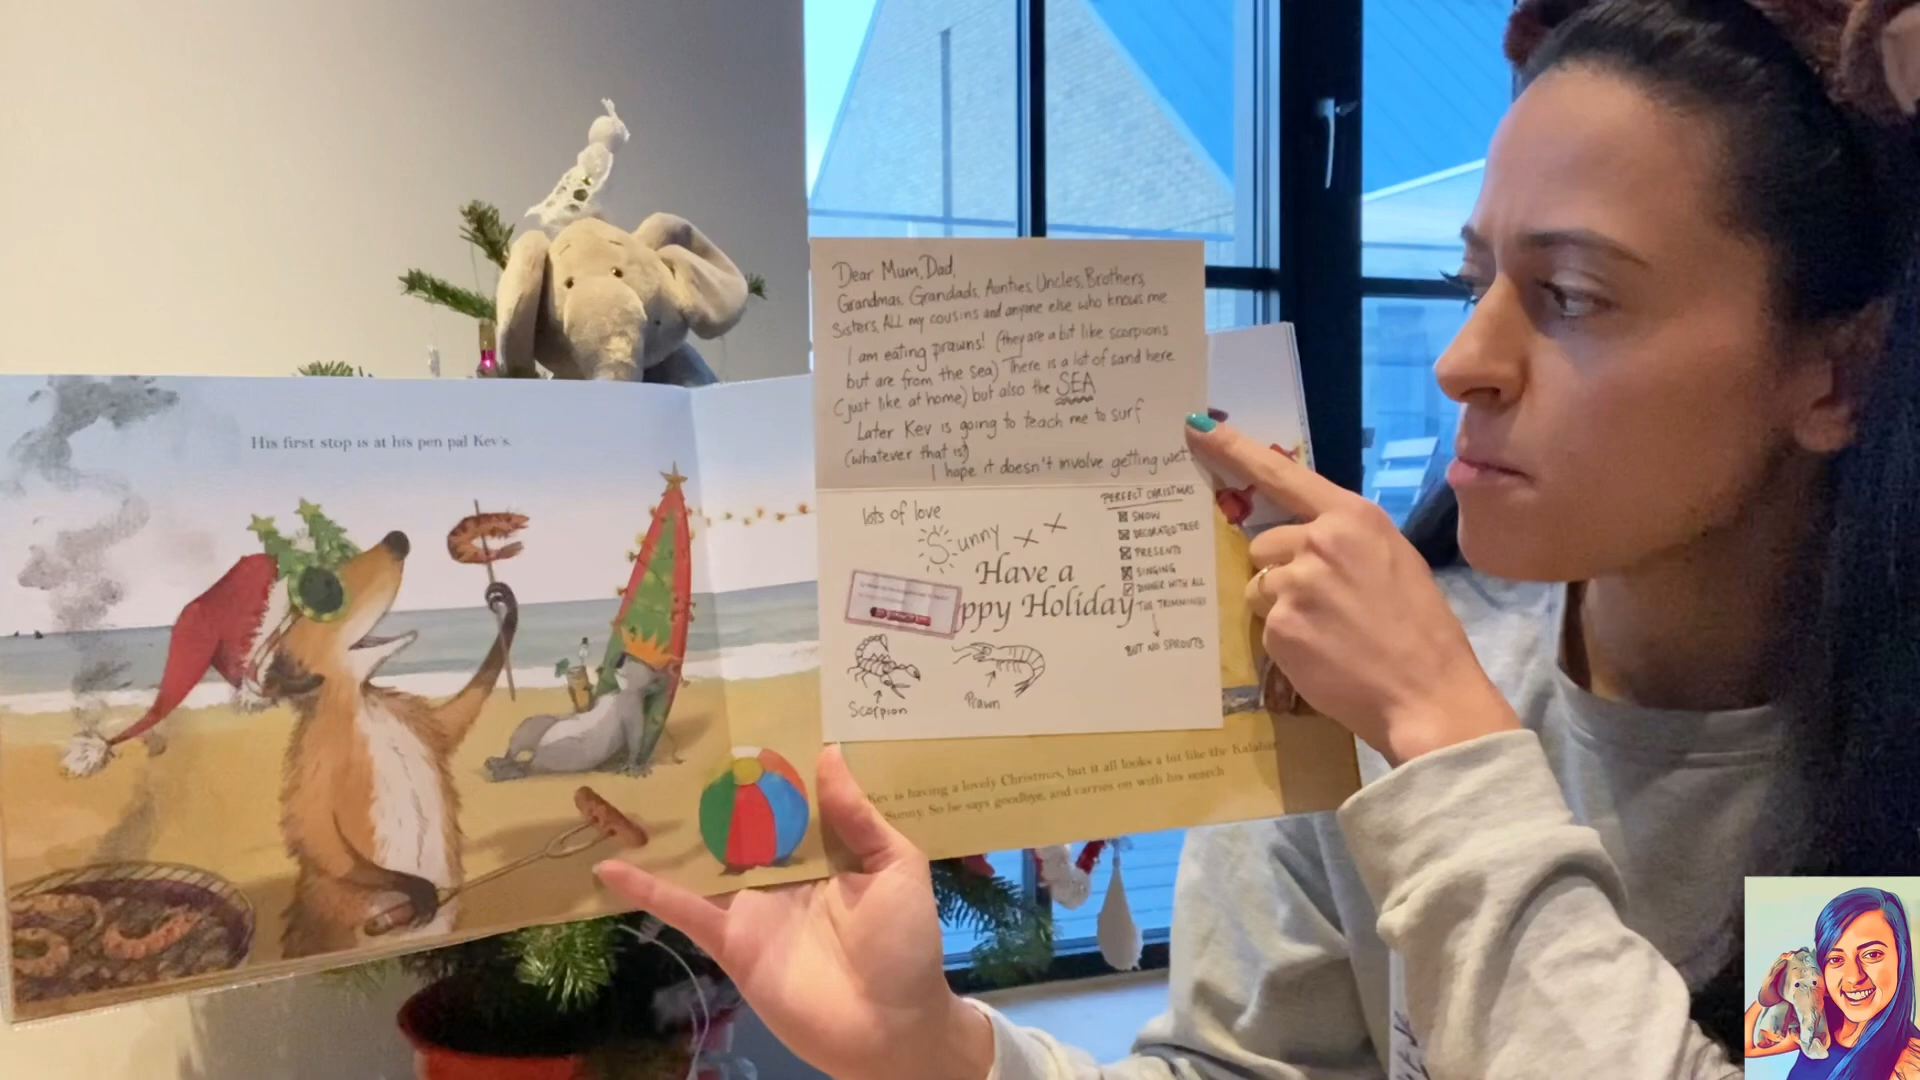 His first stop is at his pen pal Kev's.
Dear Mum, Dad,
Grandmas, Grandads, Aunties, Uncles, Brothers,
Sisters, ALL my cousins and anyone else who knows me
I am eating prawns! (they are a bit like scorpions
but are from the sea) There is a lot of sand here
(just like at home) but also the SEA
Later Kev is going to teach me to surf
(whatever that is)
I hope it doesn't involve getting wet
lots of love
Sunny x x
Have a
ppy Holiday
Scorpion
Prawn
PERFECT CHRISTMAS
SNOW
DECORATED TREE
PRESENTS
SINGING
DINNER WITH ALL
THE TRIMMINGS
BUT NO SPROUTS
Kev is having a lovely Christmas, but it all looks a bit like the
Sunny. So he says goodbye, and carries on with his search